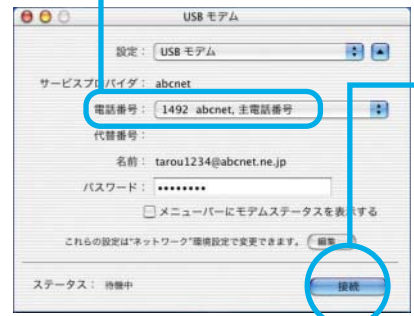 USB モデム
設定： USB モデム
サービスプロバイダ： abcnet
電話番号： 1492 abcnet, 主電話番号
代替番号：
名前： tarou1234@abcnet.ne.jp
パスワード： ••••••••
メニューバーにモデムステータスを表示する
これらの設定は"ネットワーク"環境設定で変更できます。 編集
ステータス： 待機中 接続